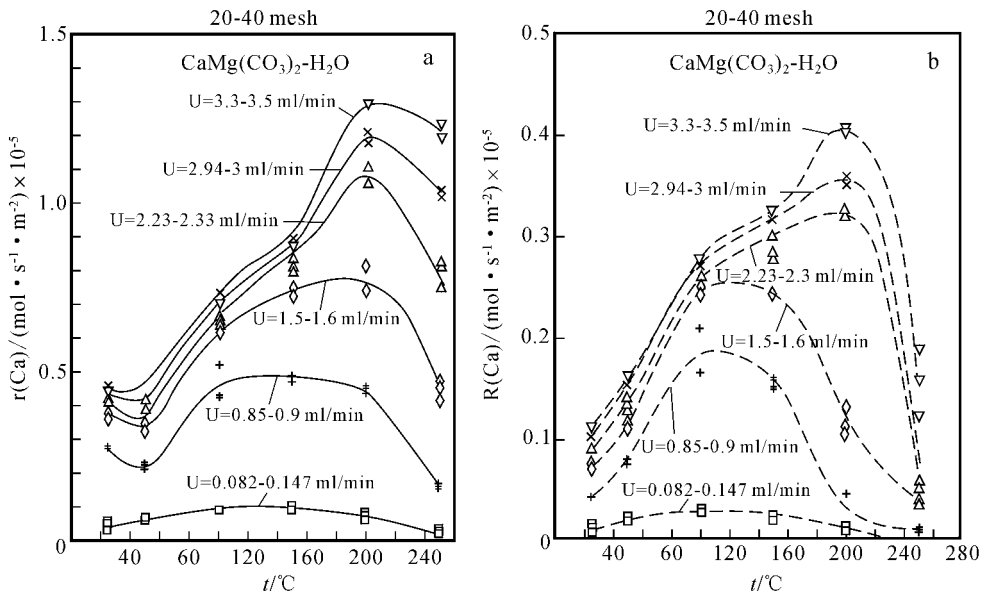 20-40 mesh
CaMg(CO₃)₂-H₂O
a
U=3.3-3.5 ml/min
U=2.94-3 ml/min
U=2.23-2.33 ml/min
U=1.5-1.6 ml/min
U=0.85-0.9 ml/min
U=0.082-0.147 ml/min
r(Ca)/(mol·s⁻¹·m⁻²)×10⁻⁵
1.5
1.0
0.5
0
40
80
120
160
200
240
t/℃
20-40 mesh
CaMg(CO₃)₂-H₂O
b
U=3.3-3.5 ml/min
U=2.94-3 ml/min
U=2.23-2.3 ml/min
U=1.5-1.6 ml/min
U=0.85-0.9 ml/min
U=0.082-0.147 ml/min
R(Ca)/(mol·s⁻¹·m⁻²)×10⁻⁵
0.5
0.4
0.3
0.2
0.1
0
40
80
120
160
200
240
280
t/℃